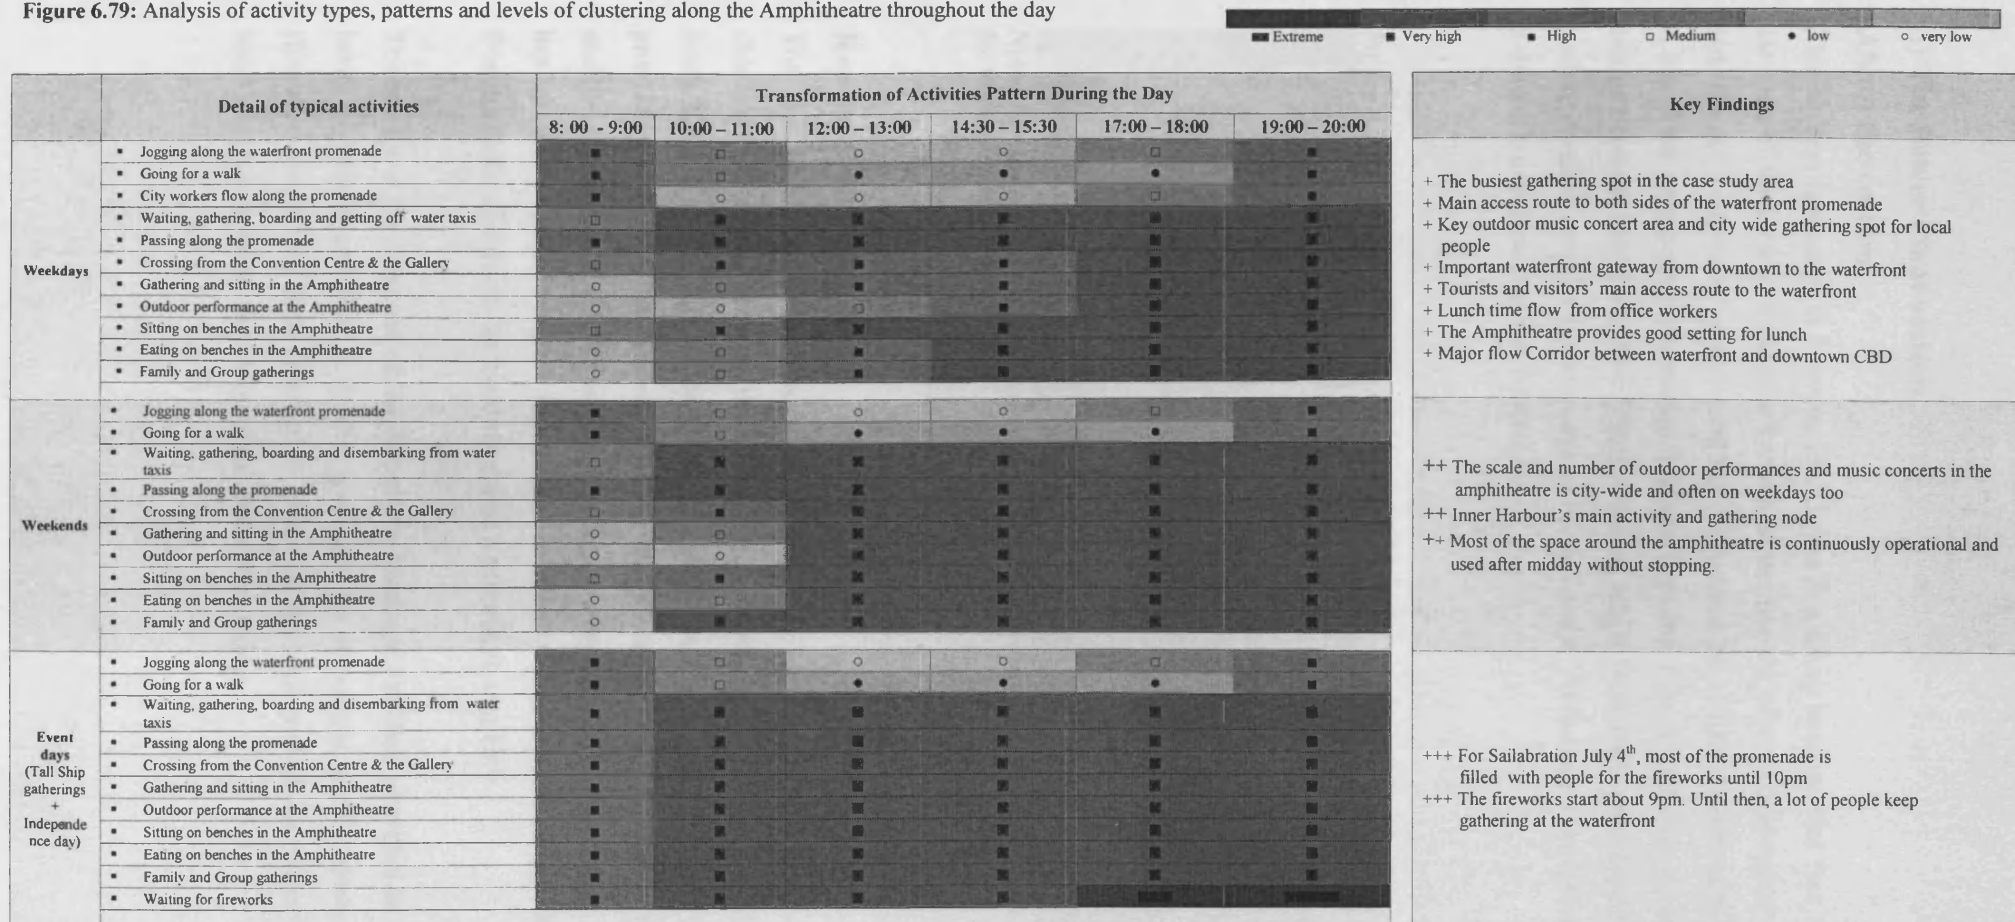 Figure 6.79: Analysis of activity types, patterns and levels of clustering along the Amphitheatre throughout the day
Extreme Very high High Medium low very low
Detail of typical activities
Transformation of Activities Pattern During the Day
8: 00 - 9:00 10:00 – 11:00 12:00 – 13:00 14:30 – 15:30 17:00 – 18:00 19:00 – 20:00
Key Findings
Weekdays
Jogging along the waterfront promenade
Going for a walk
City workers flow along the promenade
Waiting, gathering, boarding and getting off water taxis
Passing along the promenade
Crossing from the Convention Centre & the Gallery
Gathering and sitting in the Amphitheatre
Outdoor performance at the Amphitheatre
Sitting on benches in the Amphitheatre
Eating on benches in the Amphitheatre
Family and Group gatherings
+ The busiest gathering spot in the case study area
+ Main access route to both sides of the waterfront promenade
+ Key outdoor music concert area and city wide gathering spot for local
people
+ Important waterfront gateway from downtown to the waterfront
+ Tourists and visitors' main access route to the waterfront
+ Lunch time flow from office workers
+ The Amphitheatre provides good setting for lunch
+ Major flow Corridor between waterfront and downtown CBD
Weekends
Jogging along the waterfront promenade
Going for a walk
Waiting, gathering, boarding and disembarking from water
taxis
Passing along the promenade
Crossing from the Convention Centre & the Gallery
Gathering and sitting in the Amphitheatre
Outdoor performance at the Amphitheatre
Sitting on benches in the Amphitheatre
Eating on benches in the Amphitheatre
Family and Group gatherings
++ The scale and number of outdoor performances and music concerts in the
amphitheatre is city-wide and often on weekdays too
++ Inner Harbour's main activity and gathering node
++ Most of the space around the amphitheatre is continuously operational and
used after midday without stopping.
Event
days
(Tall Ship
gatherings
+
Independe
nce day)
Jogging along the waterfront promenade
Going for a walk
Waiting, gathering, boarding and disembarking from water
taxis
Passing along the promenade
Crossing from the Convention Centre & the Gallery
Gathering and sitting in the Amphitheatre
Outdoor performance at the Amphitheatre
Sitting on benches in the Amphitheatre
Eating on benches in the Amphitheatre
Family and Group gatherings
Waiting for fireworks
+++ For Sailabration July 4th, most of the promenade is
filled with people for the fireworks until 10pm
+++ The fireworks start about 9pm. Until then, a lot of people keep
gathering at the waterfront